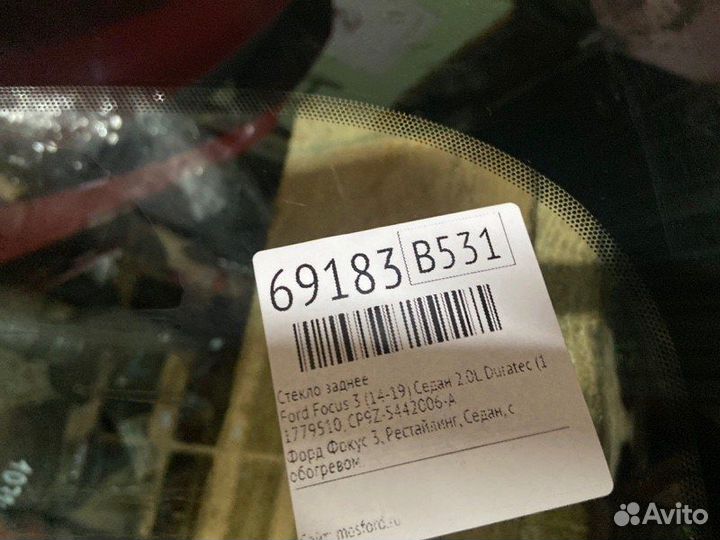 69183 B531
Стекло заднее
Ford Focus 3 (14-19) Седан 2.0L Duratec (1
1779510, CP9Z-5442006-A
Форд Фокус 3, Рестайлинг, Седан, с
обогревом.
Сайт: mosford.ru
Avito